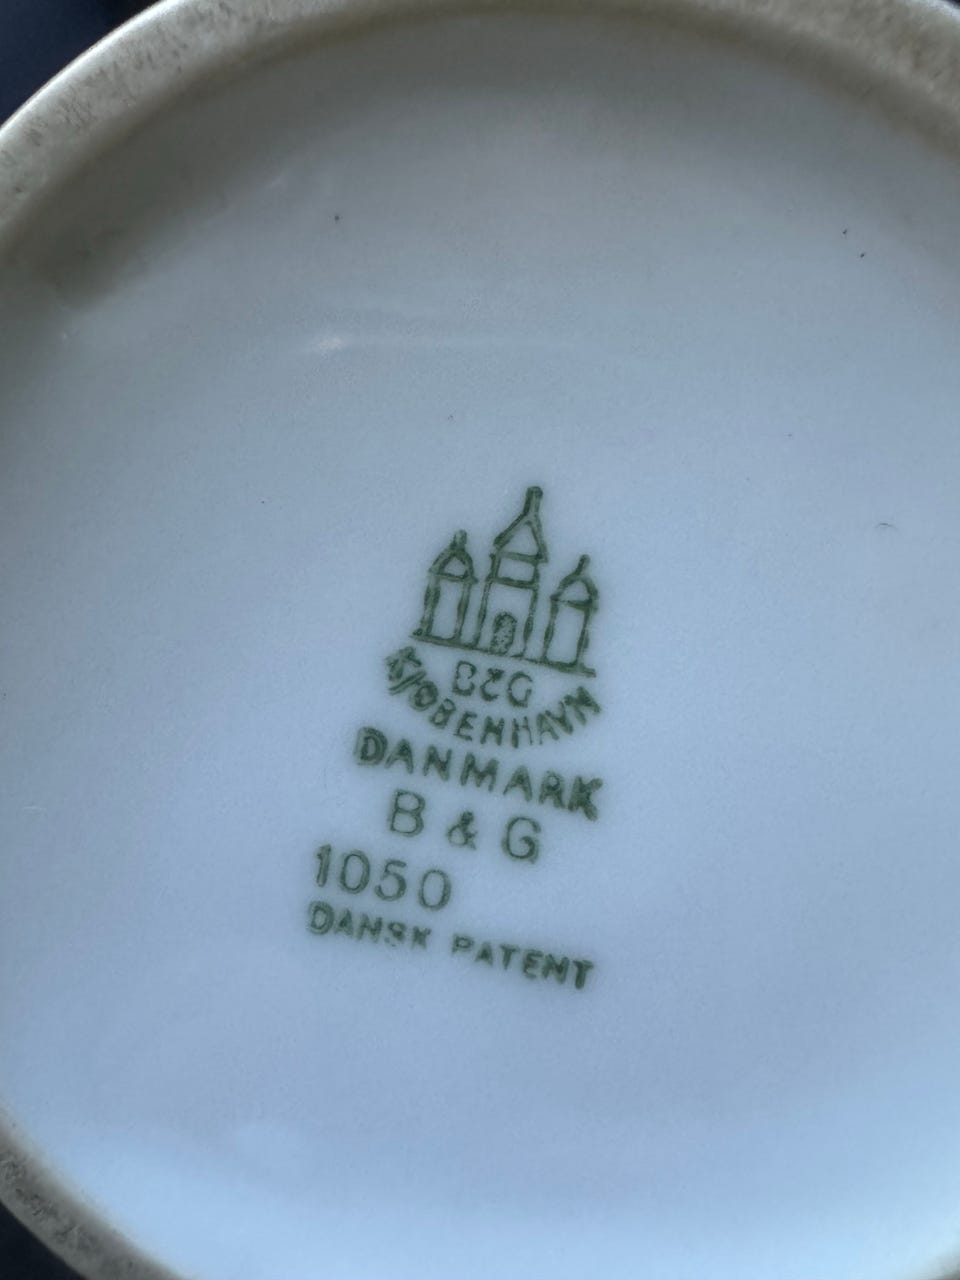 B&G
KJØBENHAVN
DANMARK
B & G
1050
DANSK PATENT